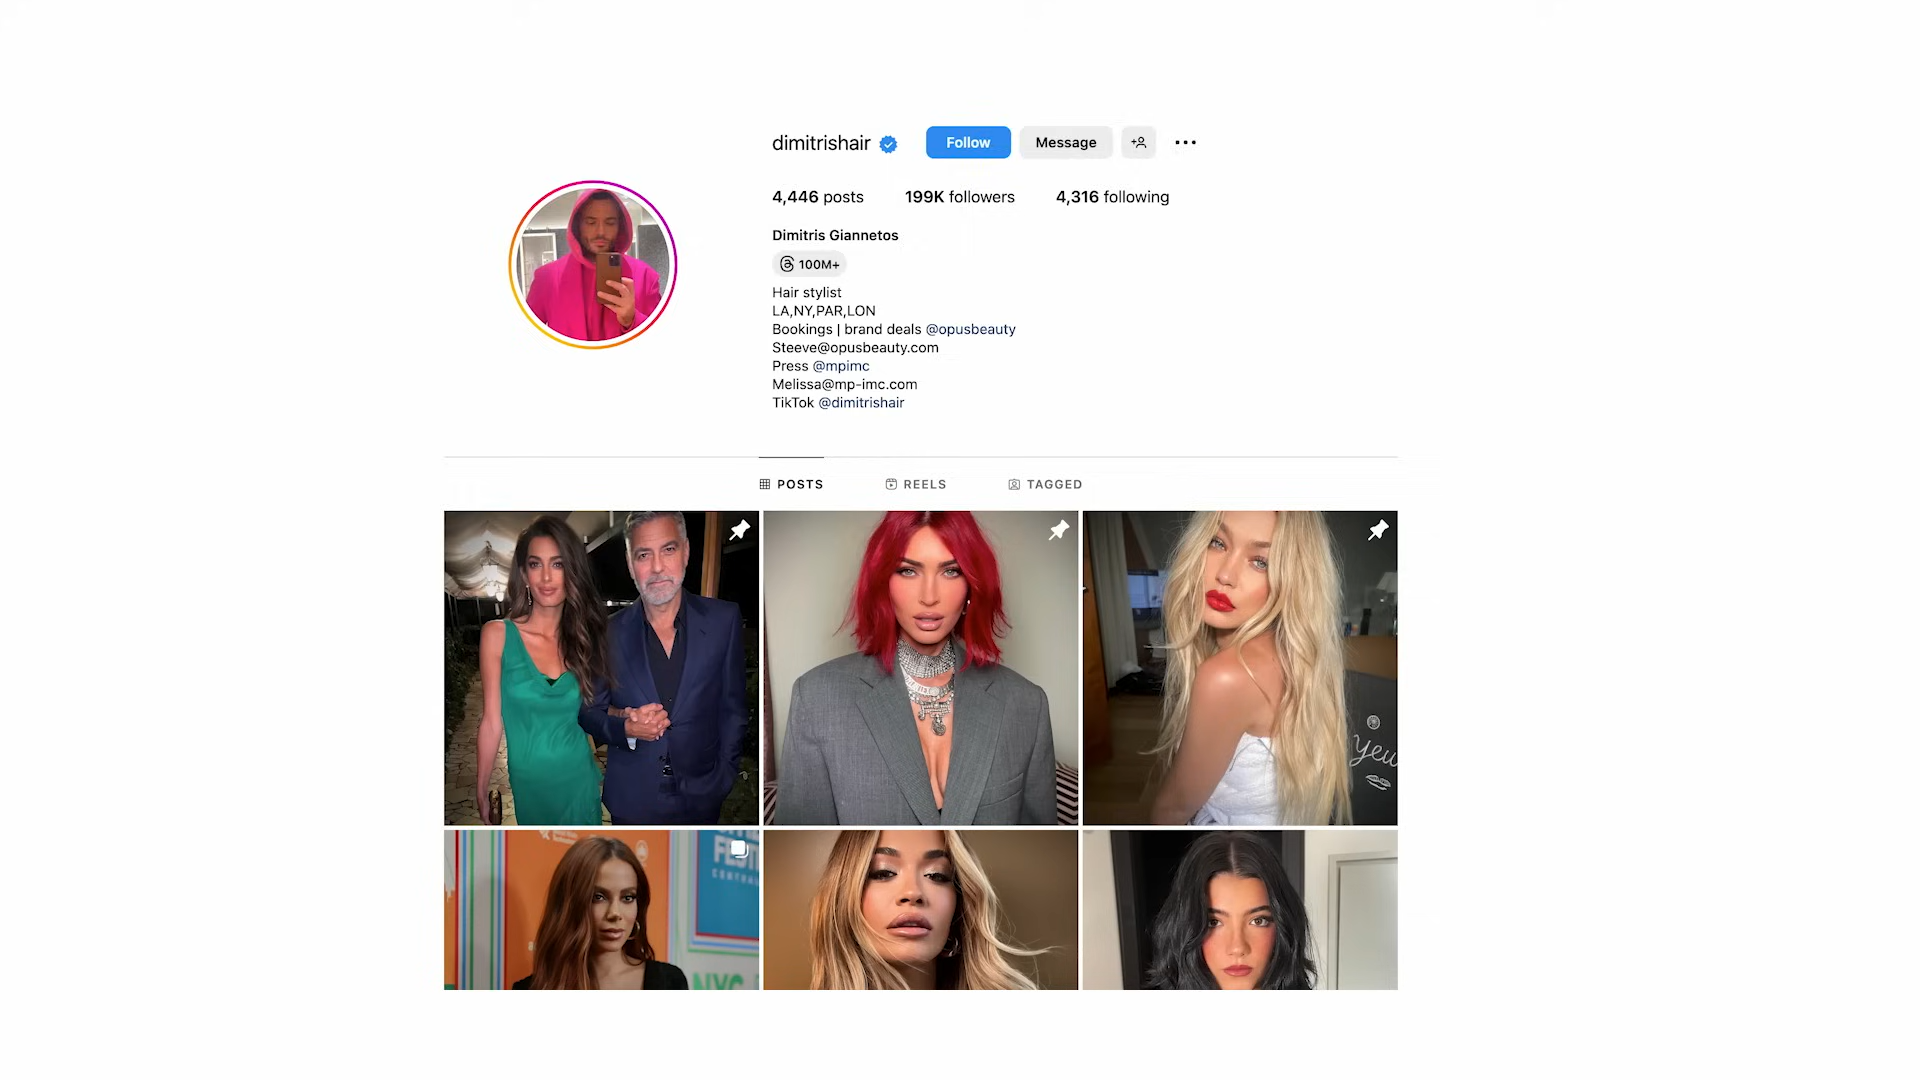 dimitrishair
Follow
Message
4,446 posts
199K followers
4,316 following
Dimitris Giannetos
100M+
Hair stylist
LA,NY,PAR,LON
Bookings | brand deals @opusbeauty
Steeve@opusbeauty.com
Press @mpimc
Melissa@mp-imc.com
TikTok @dimitrishair
POSTS
REELS
TAGGED